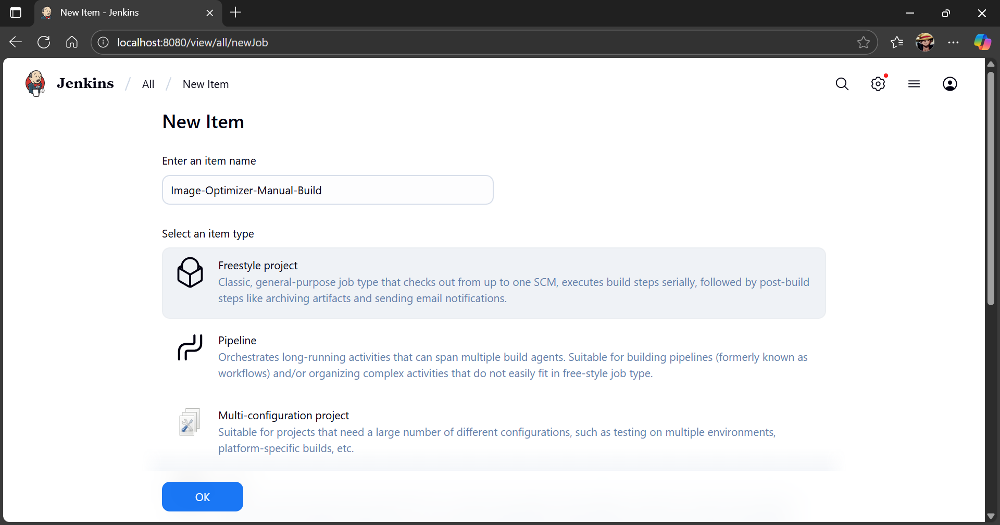 New Item - Jenkins
localhost:8080/view/all/newJob
Jenkins / All / New Item
New Item
Enter an item name
Image-Optimizer-Manual-Build
Select an item type
Freestyle project
Classic, general-purpose job type that checks out from up to one SCM, executes build steps serially, followed by post-build
steps like archiving artifacts and sending email notifications.
Pipeline
Orchestrates long-running activities that can span multiple build agents. Suitable for building pipelines (formerly known as
workflows) and/or organizing complex activities that do not easily fit in free-style job type.
Multi-configuration project
Suitable for projects that need a large number of different configurations, such as testing on multiple environments,
platform-specific builds, etc.
OK